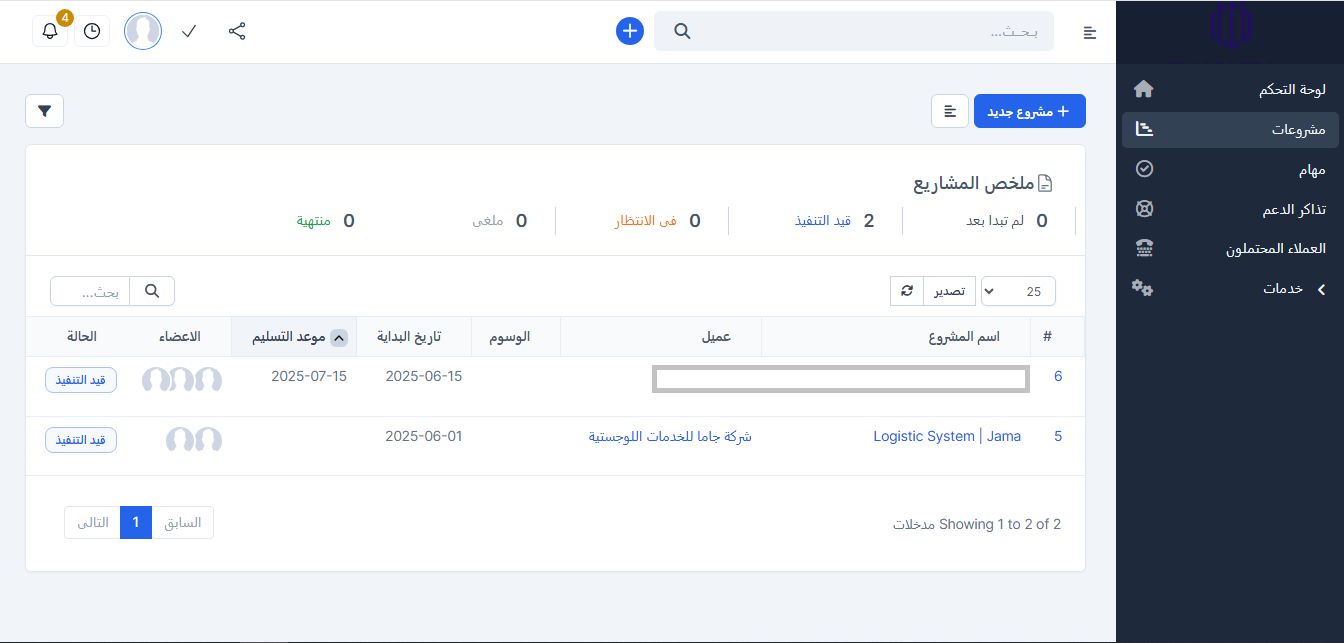 4
بـحـث...
لوحة التحكم
مشروعات
مهام
تذاكر الدعم
العملاء المحتملون
خدمات
+ مشروع جديد
ملخص المشاريع
0 لم تبدا بعد
2 قيد التنفيذ
0 في الانتظار
0 ملغى
0 منتهية
25
تصدير
بحث...
# اسم المشروع عميل الوسوم تاريخ البداية موعد التسليم الاعضاء الحالة
6 2025-06-15 2025-07-15 قيد التنفيذ
5 Logistic System | Jama شركة جاما للخدمات اللوجستية 2025-06-01 قيد التنفيذ
Showing 1 to 2 of 2 مدخلات
السابق 1 التالى